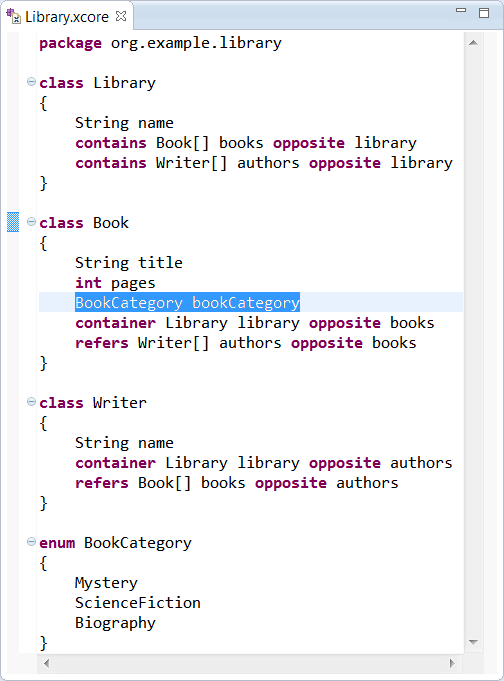 Library.xcore
package org.example.library
class Library
{
String name
contains Book[] books opposite library
contains Writer[] authors opposite library
}
class Book
{
String title
int pages
BookCategory bookCategory
container Library library opposite books
refers Writer[] authors opposite books
}
class Writer
{
String name
container Library library opposite authors
refers Book[] books opposite authors
}
enum BookCategory
{
Mystery
ScienceFiction
Biography
}